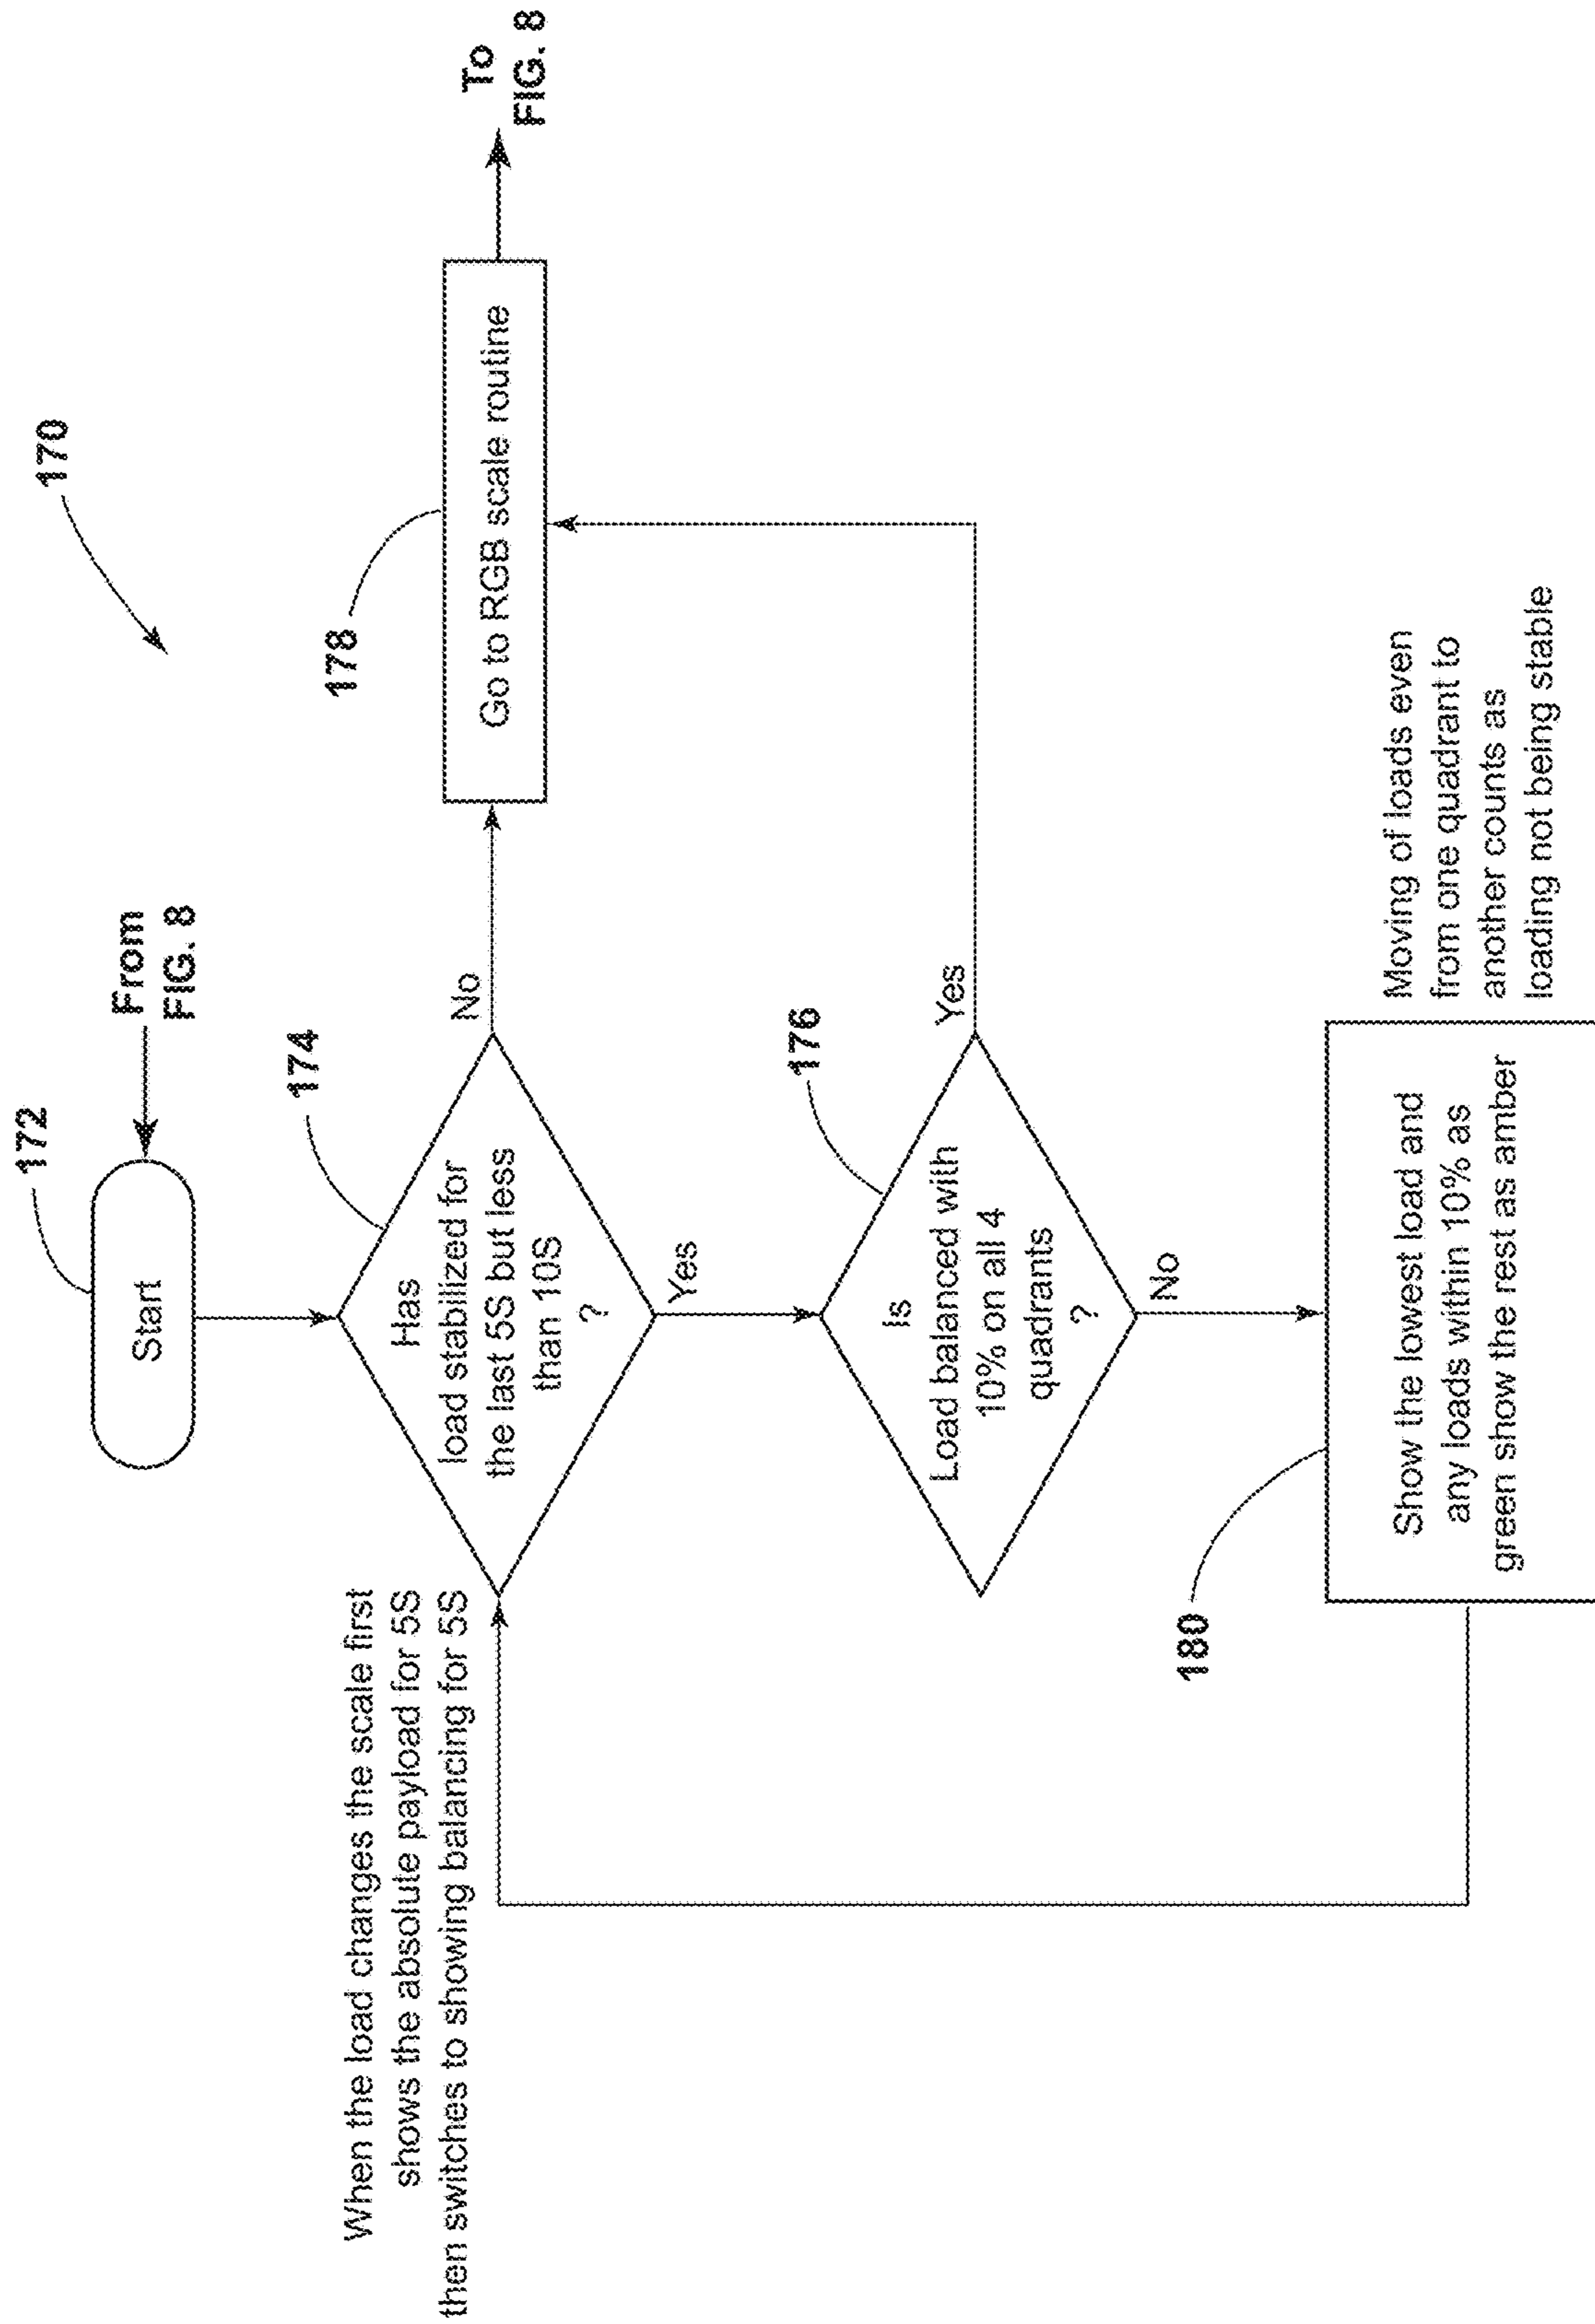 170
172
Start
From
FIG. 8
174
Has
load stabilized for
the last 5S but less
than 10S
?
No
Yes
When the load changes the scale first
shows the absolute payload for 5S
then switches to showing balancing for 5S
178
Go to RGB scale routine
To
FIG. 8
176
Is
Load balanced with
10% on all 4
quadrants
?
Yes
No
180
Show the lowest load and
any loads within 10% as
green show the rest as amber
Moving of loads even
from one quadrant to
another counts as
loading not being stable